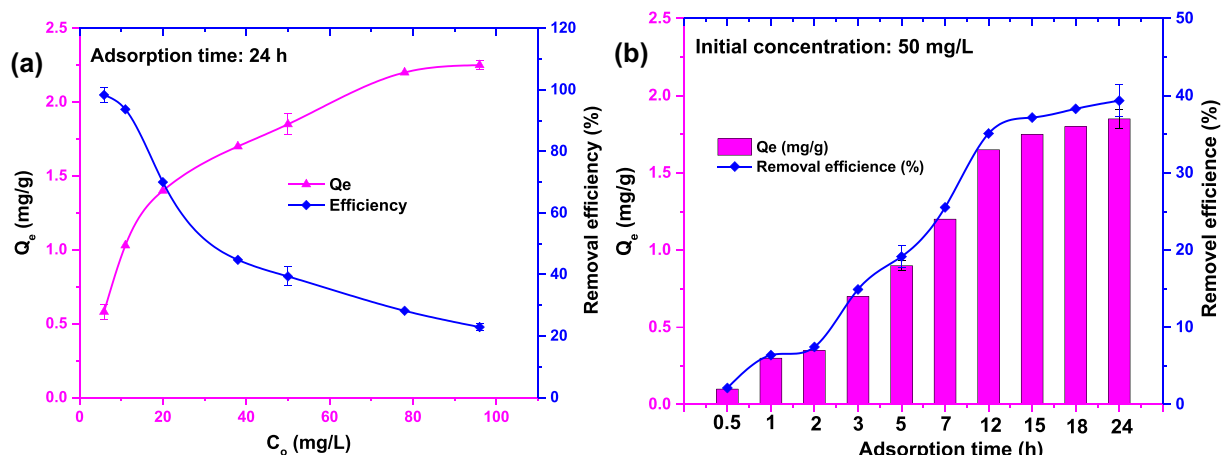 (a)
Adsorption time: 24 h
Qe
Efficiency
2.5
2.0
1.5
1.0
0.5
0.0
Qe (mg/g)
0
20
40
60
80
100
Co (mg/L)
120
100
80
60
40
20
0
Removal efficiency (%)
(b)
Initial concentration: 50 mg/L
Qe (mg/g)
Removal efficience (%)
2.5
2.0
1.5
1.0
0.5
0.0
Qe (mg/g)
0.5
1
2
3
5
7
12
15
18
24
Adsorption time (h)
50
40
30
20
10
0
Removal efficience (%)